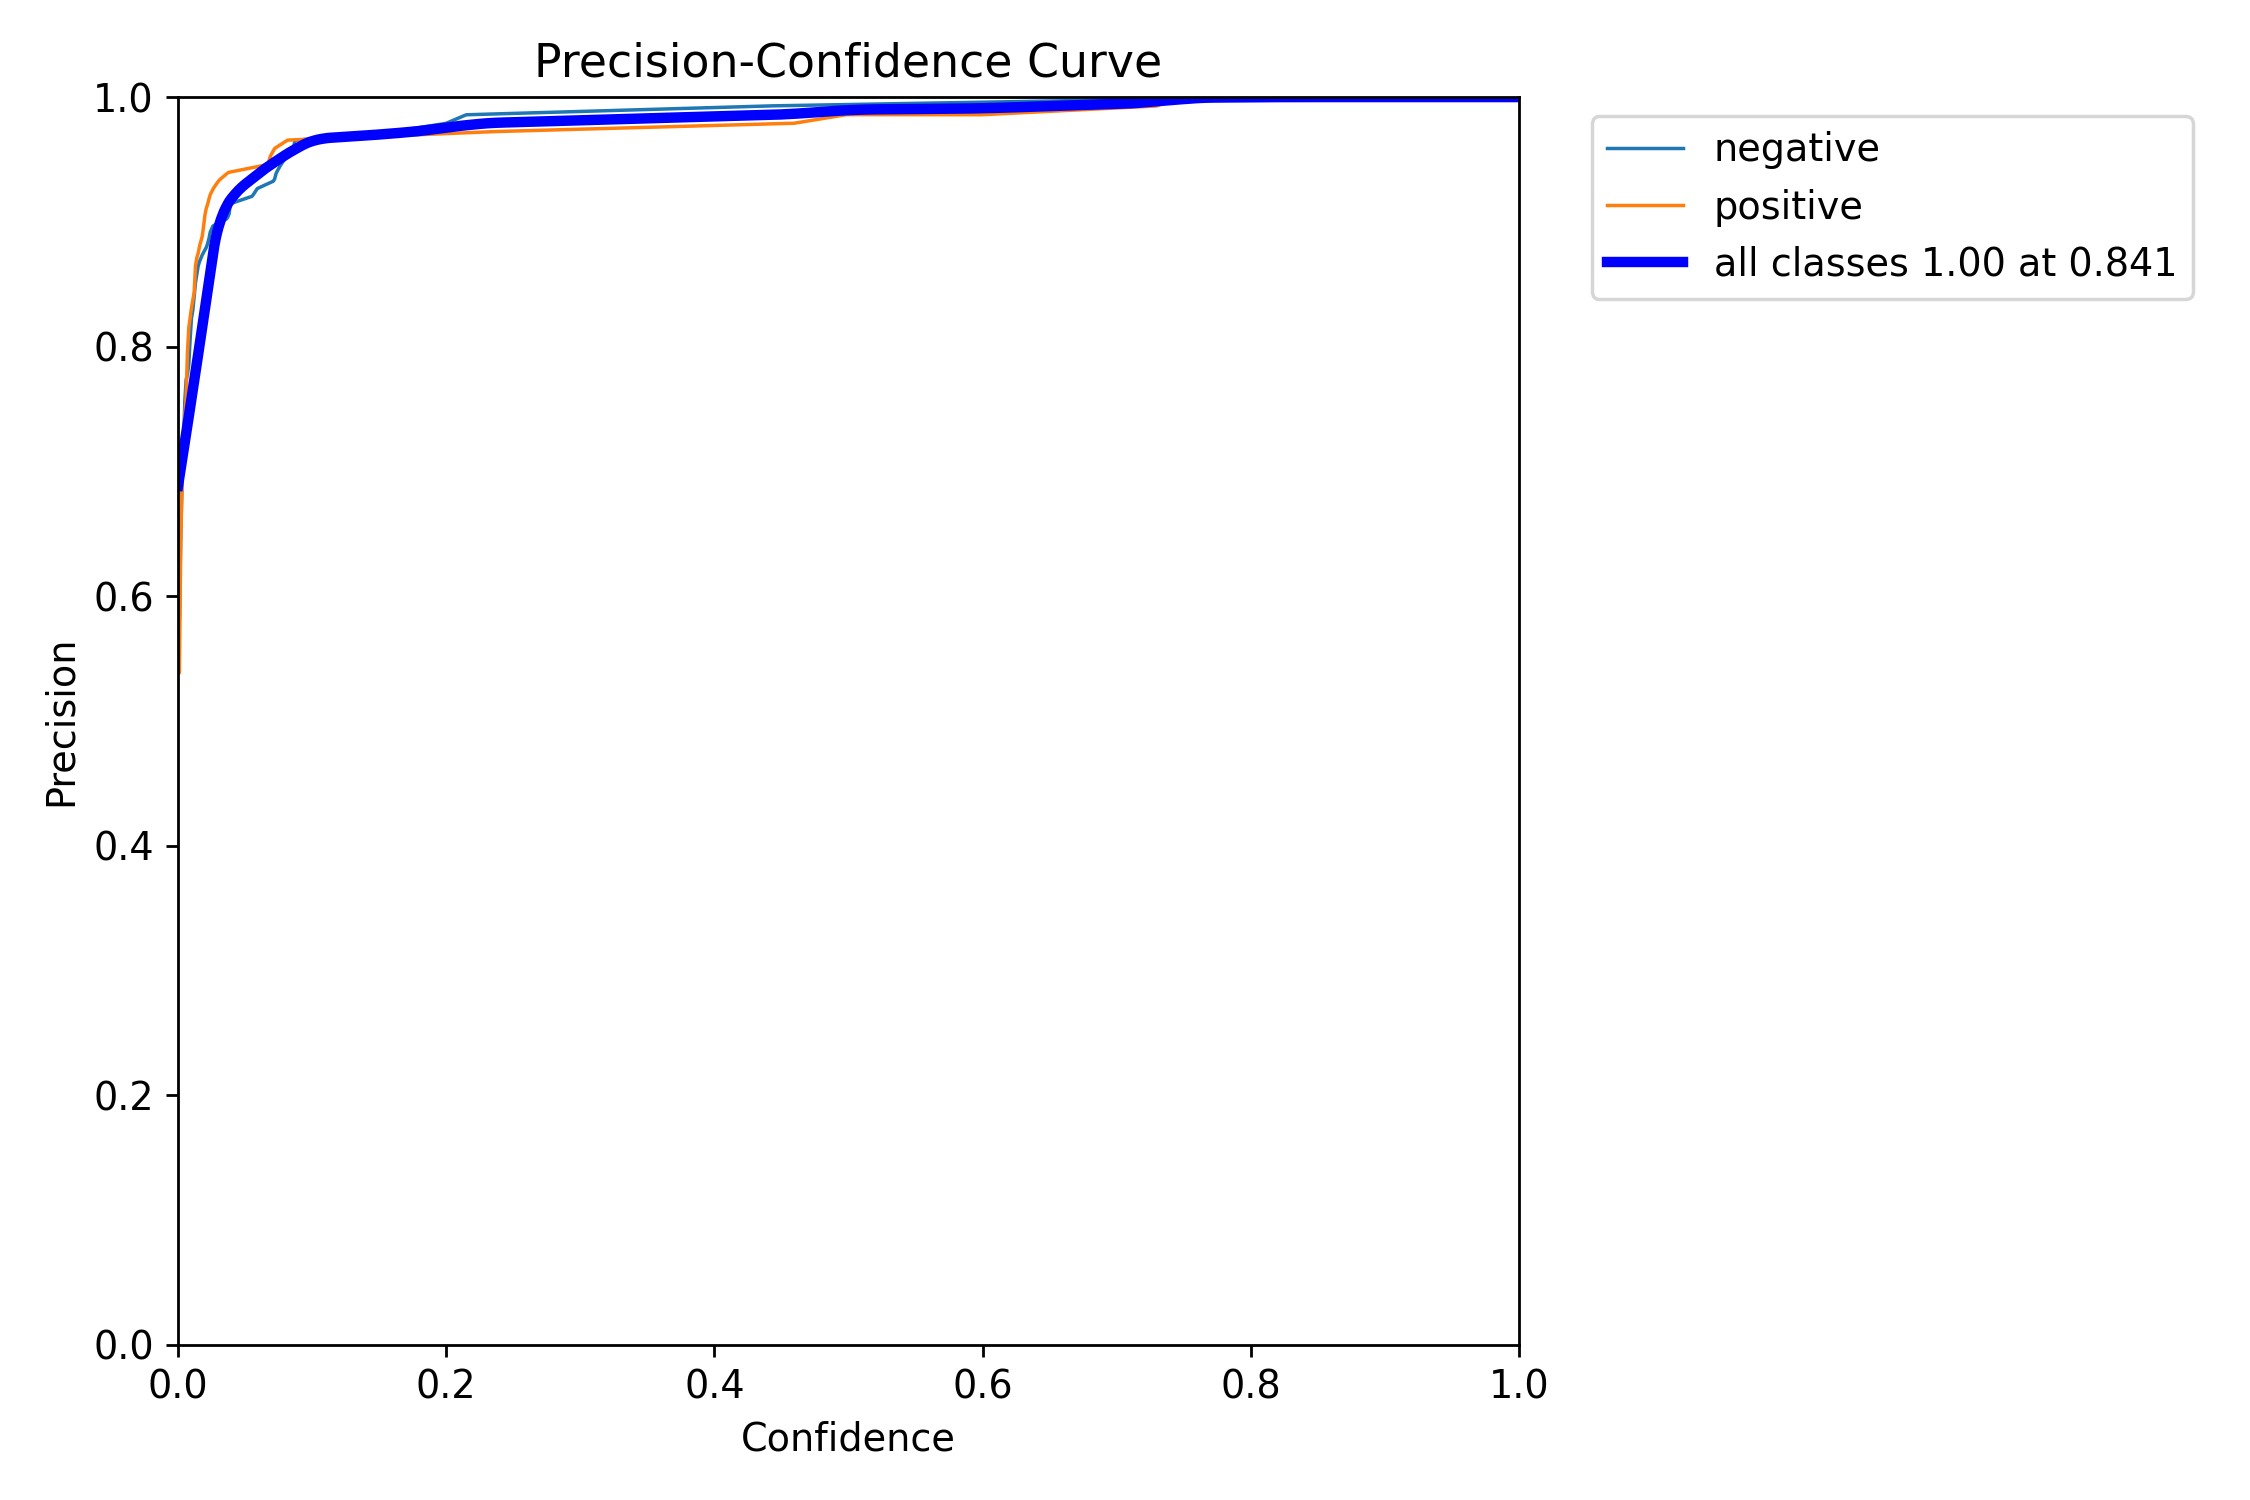 Precision-Confidence Curve
1.0
0.8
0.6
0.4
0.2
0.0
Precision
0.0 0.2 0.4 0.6 0.8 1.0
Confidence
negative
positive
all classes 1.00 at 0.841